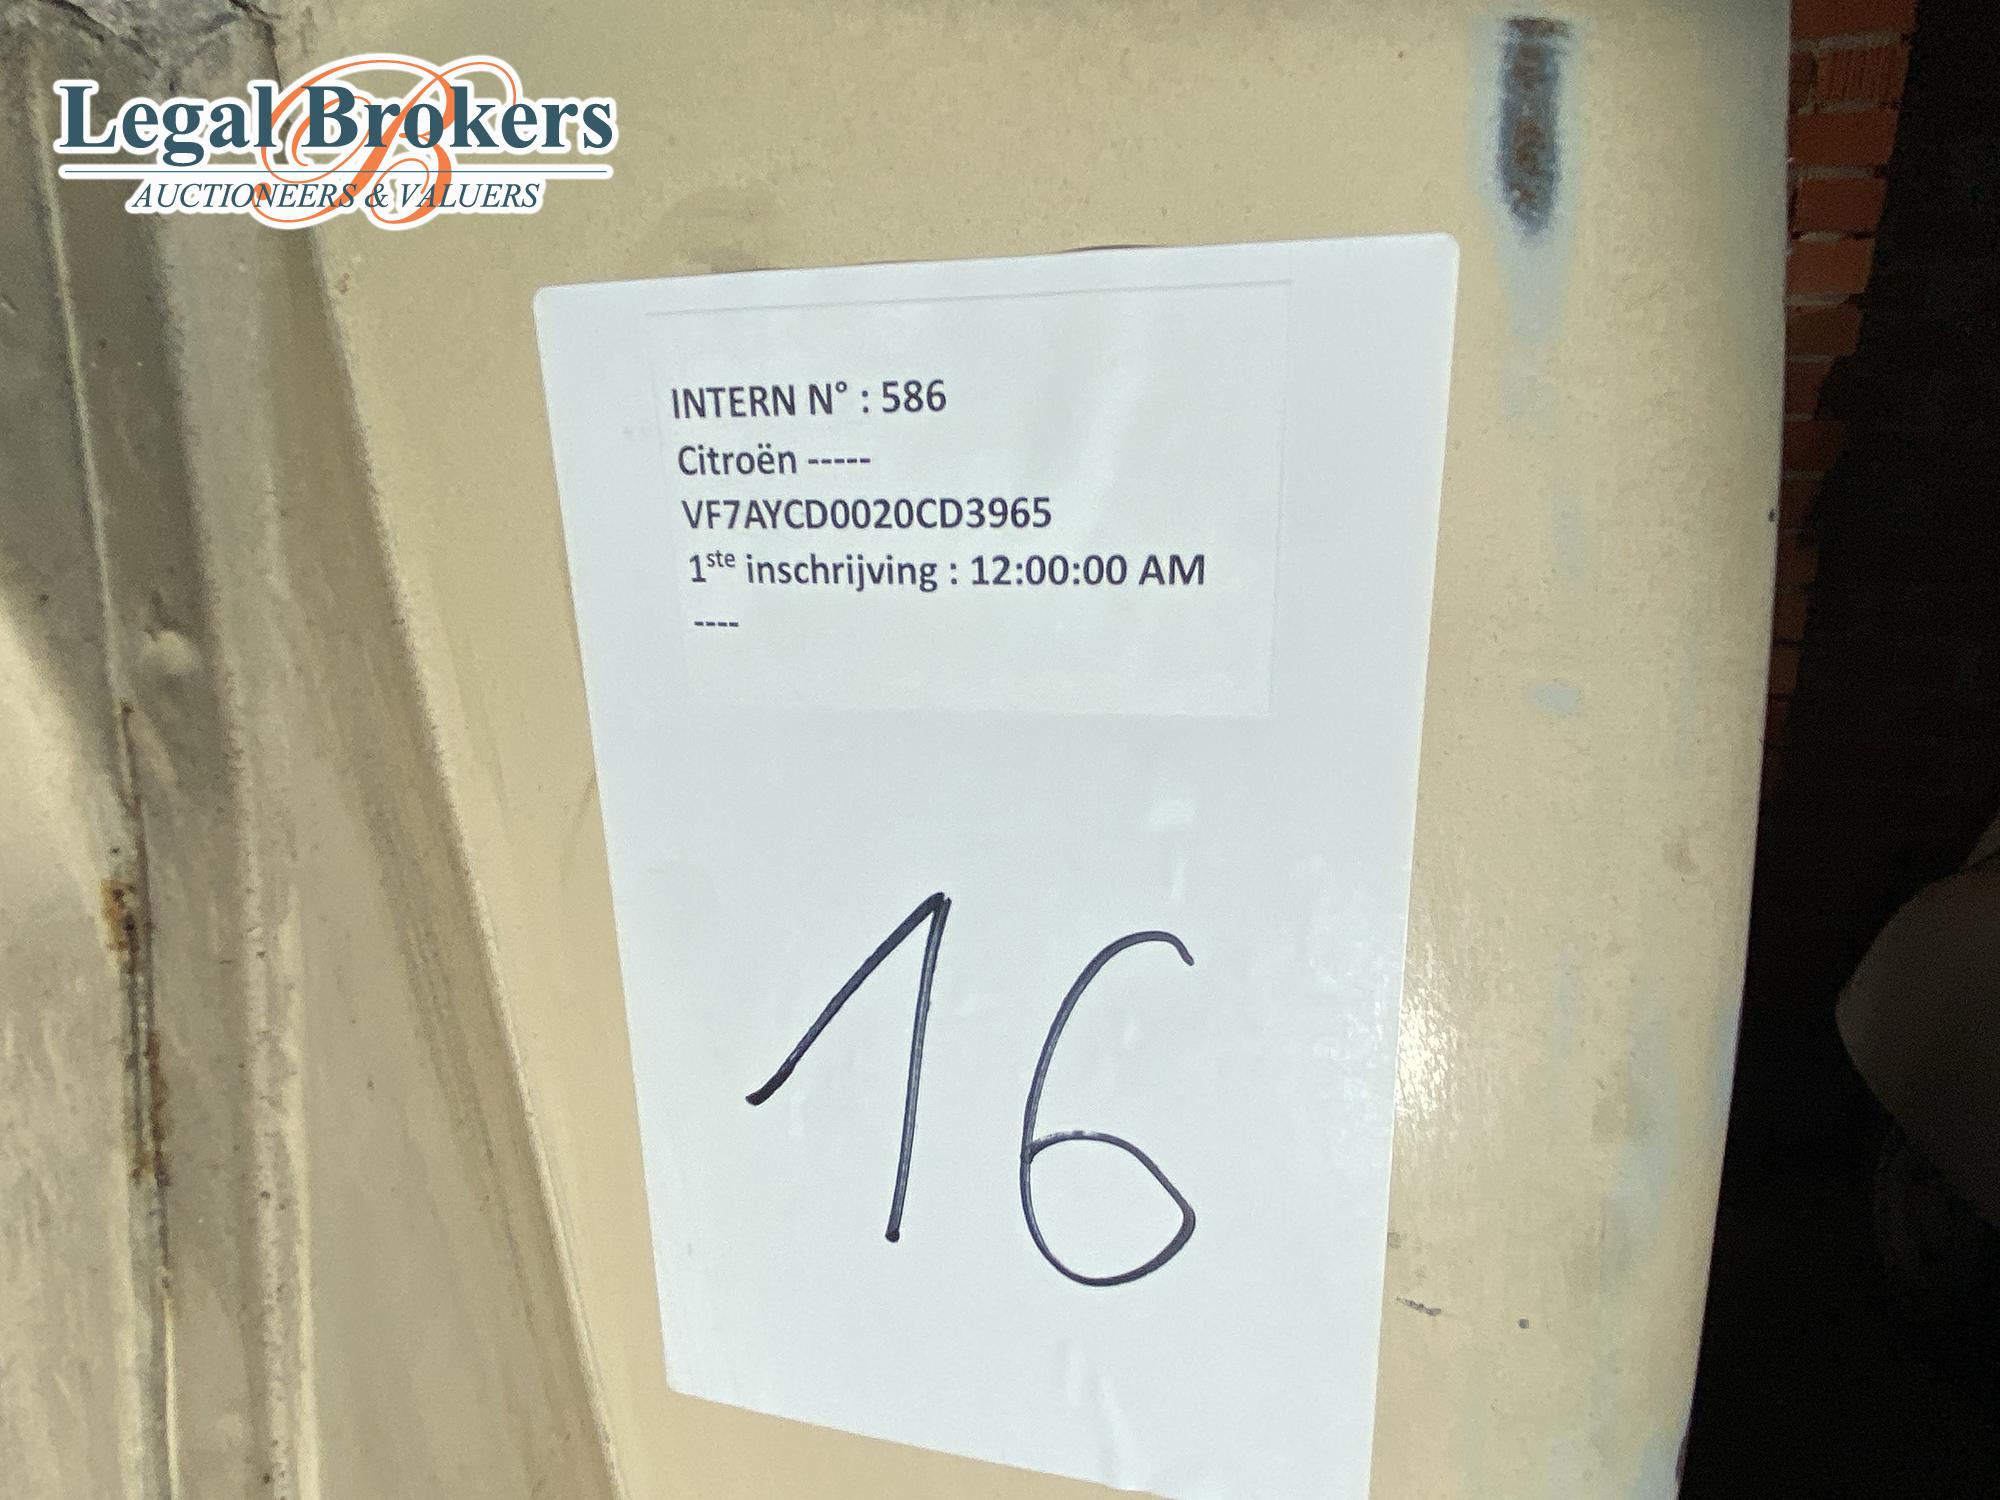 Legal Brokers
AUCTIONEERS & VALUERS
INTERN N° : 586
Citroën -----
VF7AYCD0020CD3965
1ste inschrijving : 12:00:00 AM
----
16